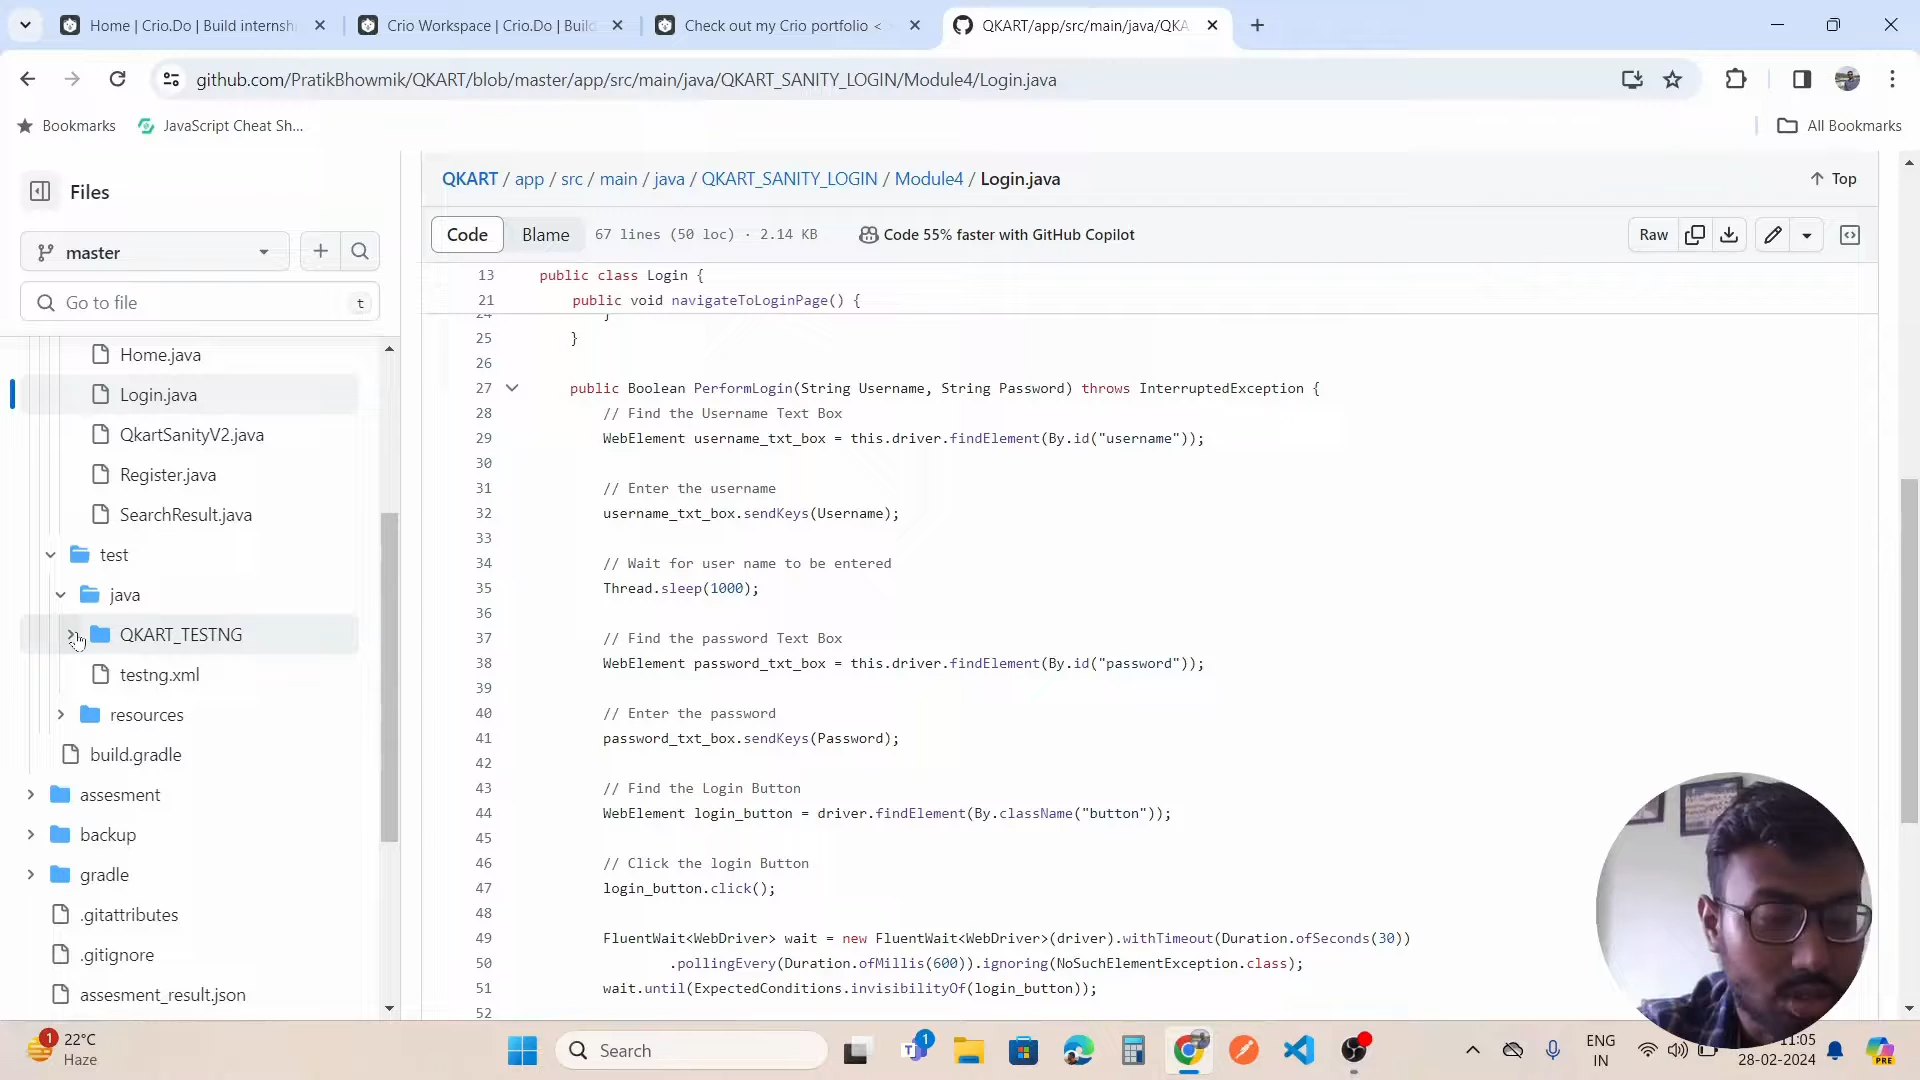 Home | Crio.Do | Build internshi
Crio Workspace | Crio.Do | Build
Check out my Crio portfolio <
QKART/app/src/main/java/QKA
github.com/PratikBhowmik/QKART/blob/master/app/src/main/java/QKART_SANITY_LOGIN/Module4/Login.java
Bookmarks
JavaScript Cheat Sh...
All Bookmarks
Files
master
Go to file
t
Home.java
Login.java
QkartSanityV2.java
Register.java
SearchResult.java
test
java
QKART_TESTNG
testng.xml
resources
build.gradle
assesment
backup
gradle
.gitattributes
.gitignore
assesment_result.json
QKART / app / src / main / java / QKART_SANITY_LOGIN / Module4 / Login.java
Top
Code Blame 67 lines (50 loc) · 2.14 KB Code 55% faster with GitHub Copilot Raw
13 public class Login {
21 public void navigateToLoginPage() {
24 }
25 }
26
27 public Boolean PerformLogin(String Username, String Password) throws InterruptedException {
28 // Find the Username Text Box
29 WebElement username_txt_box = this.driver.findElement(By.id("username"));
30
31 // Enter the username
32 username_txt_box.sendKeys(Username);
33
34 // Wait for user name to be entered
35 Thread.sleep(1000);
36
37 // Find the password Text Box
38 WebElement password_txt_box = this.driver.findElement(By.id("password"));
39
40 // Enter the password
41 password_txt_box.sendKeys(Password);
42
43 // Find the Login Button
44 WebElement login_button = driver.findElement(By.className("button"));
45
46 // Click the login Button
47 login_button.click();
48
49 FluentWait<WebDriver> wait = new FluentWait<WebDriver>(driver).withTimeout(Duration.ofSeconds(30))
50 .pollingEvery(Duration.ofMillis(600)).ignoring(NoSuchElementException.class);
51 wait.until(ExpectedConditions.invisibilityOf(login_button));
52
1
22°C
Haze
Search
1
ENG
IN
11:05
28-02-2024
PRE